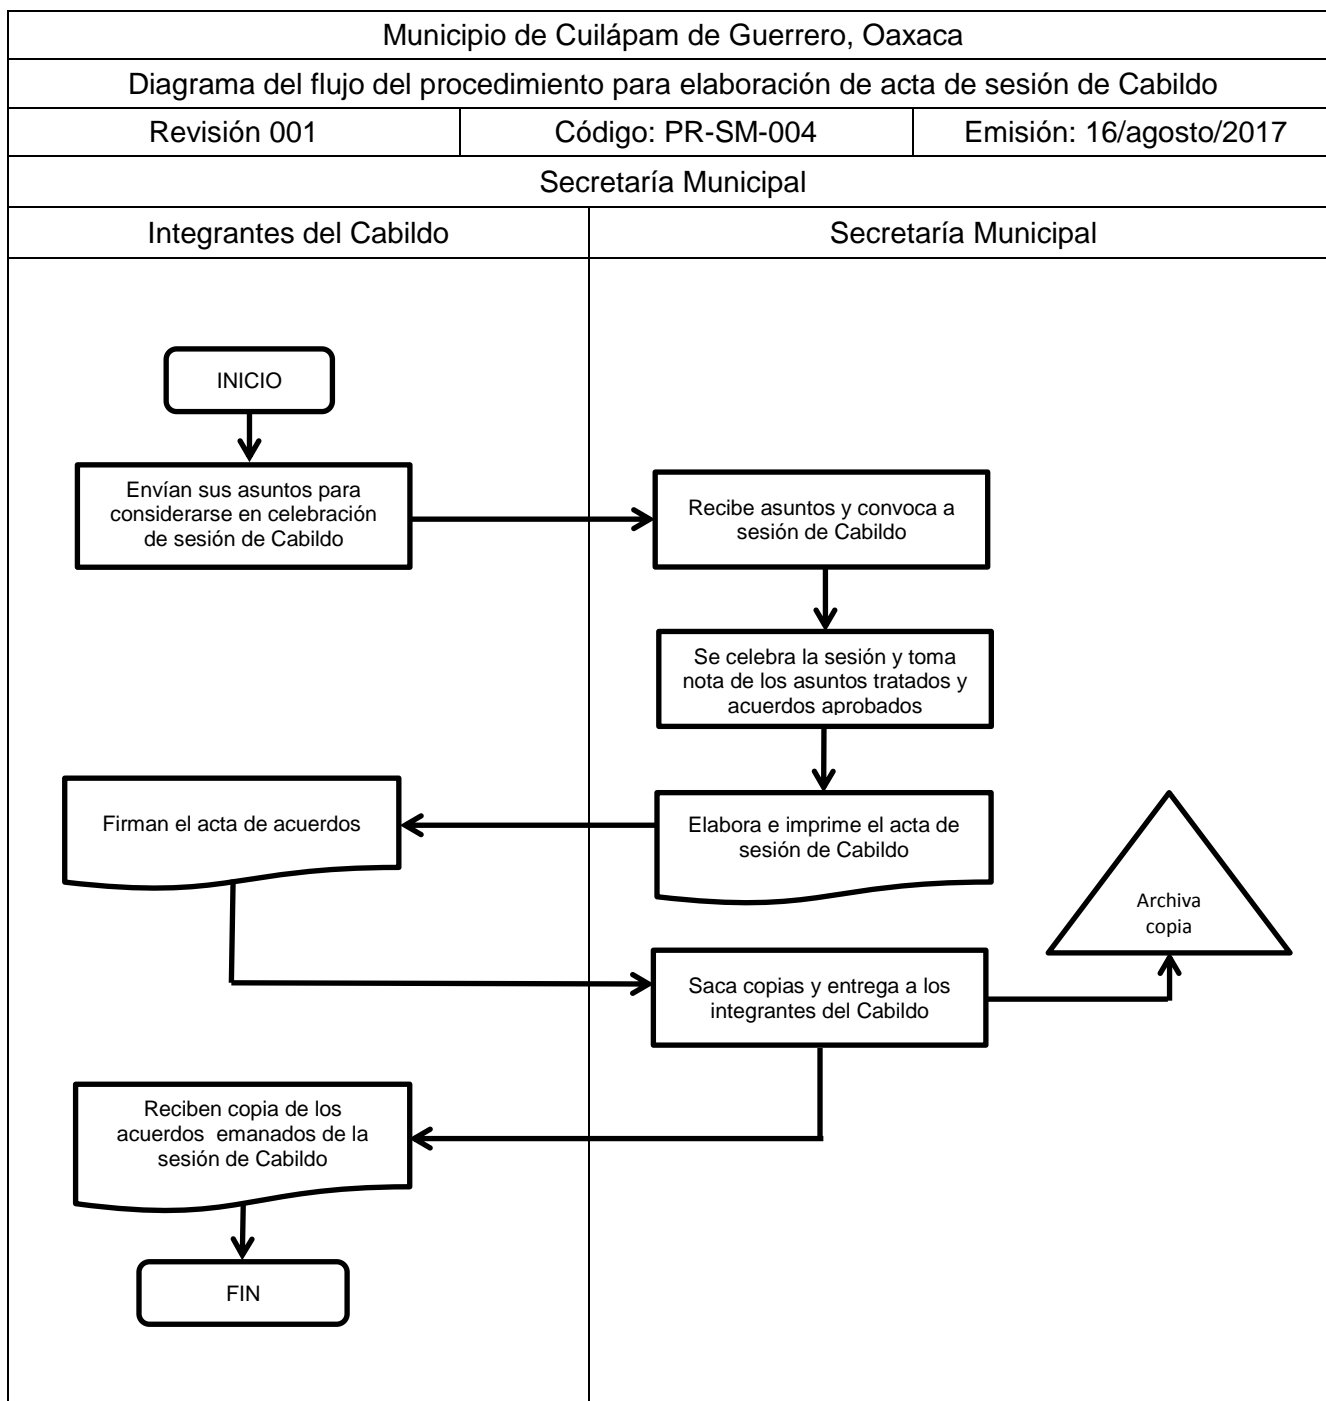 Municipio de Cuilápam de Guerrero, Oaxaca
Diagrama del flujo del procedimiento para elaboración de acta de sesión de Cabildo
Revisión 001
Código: PR-SM-004
Emisión: 16/agosto/2017
Secretaría Municipal
Integrantes del Cabildo
Secretaría Municipal
INICIO
Envían sus asuntos para
considerarse en celebración
de sesión de Cabildo
Recibe asuntos y convoca a
sesión de Cabildo
Se celebra la sesión y toma
nota de los asuntos tratados y
acuerdos aprobados
Elabora e imprime el acta de
sesión de Cabildo
Firman el acta de acuerdos
Saca copias y entrega a los
integrantes del Cabildo
Archiva
copia
Reciben copia de los
acuerdos  emanados de la
sesión de Cabildo
FIN